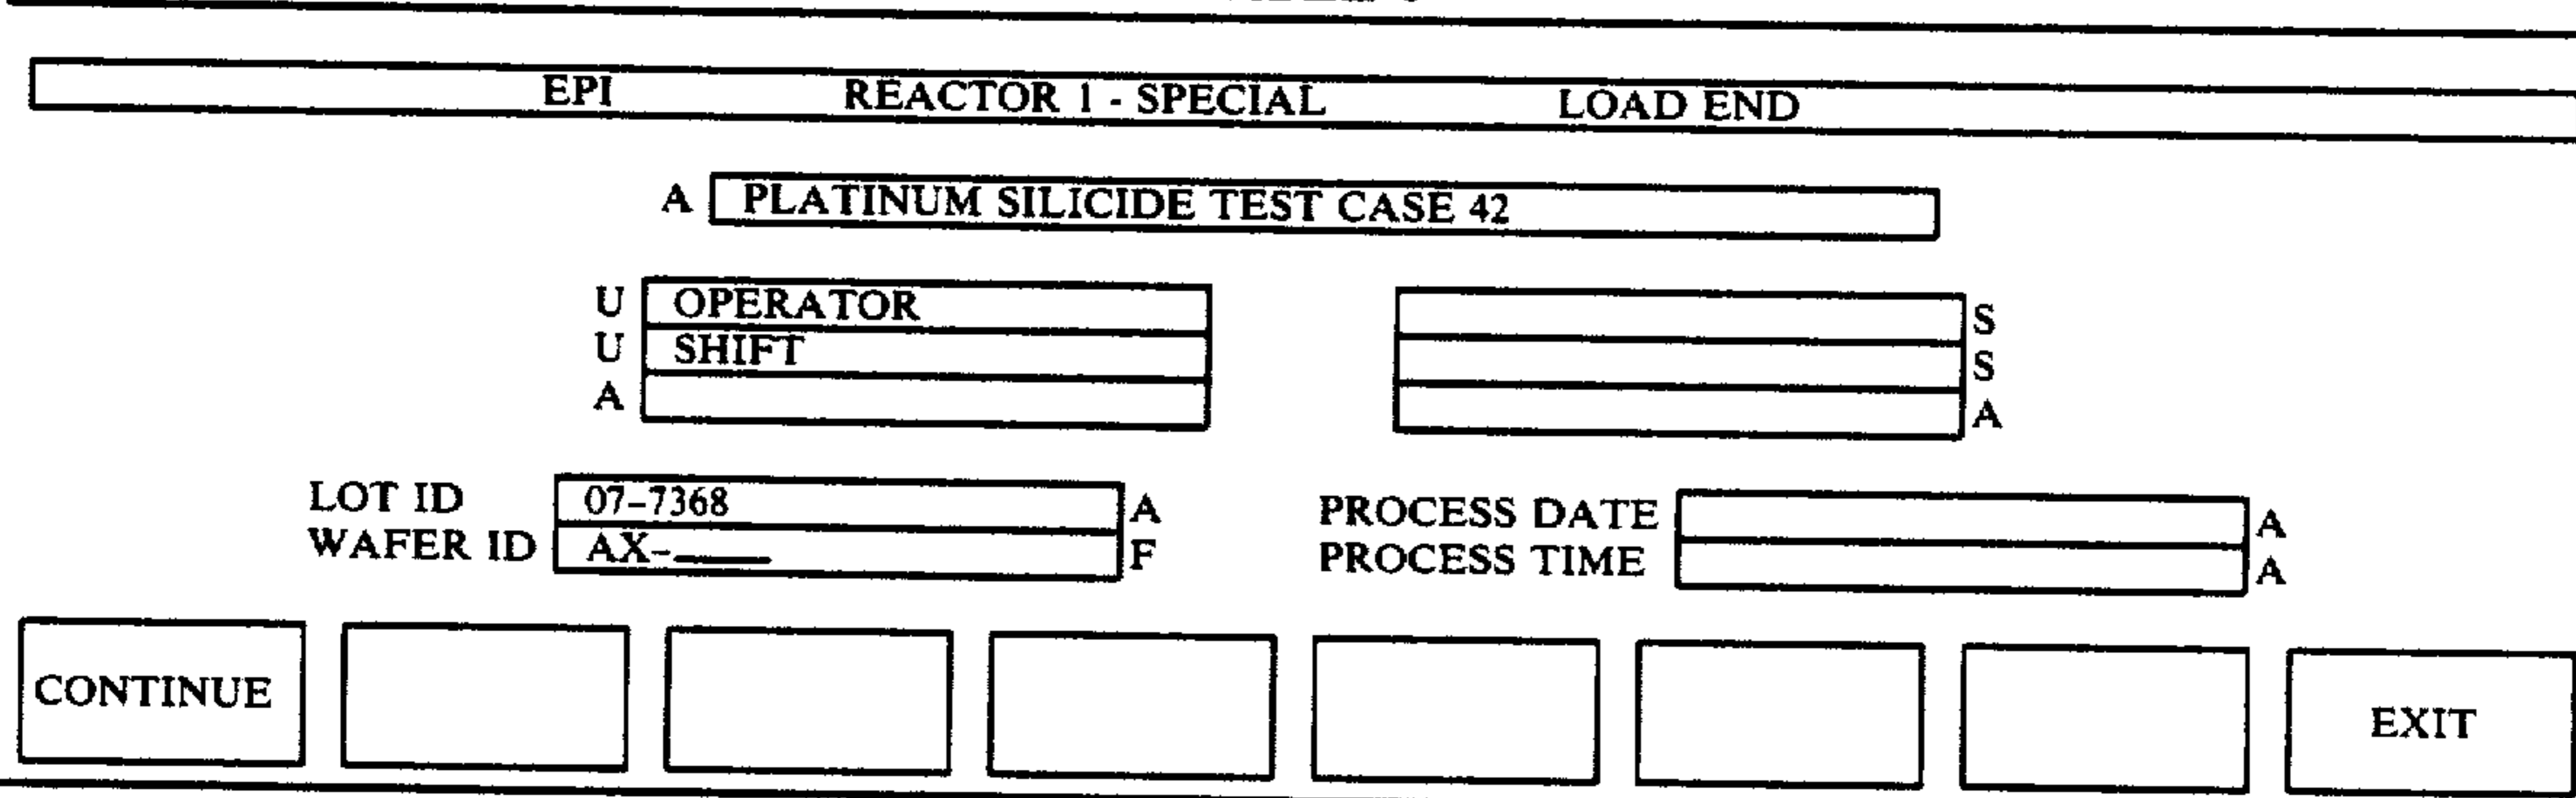 EPI REACTOR 1 - SPECIAL LOAD END
A PLATINUM SILICIDE TEST CASE 42
U OPERATOR S
U SHIFT S
A A
LOT ID 07-7368 A PROCESS DATE A
WAFER ID AX-____ F PROCESS TIME A
CONTINUE EXIT